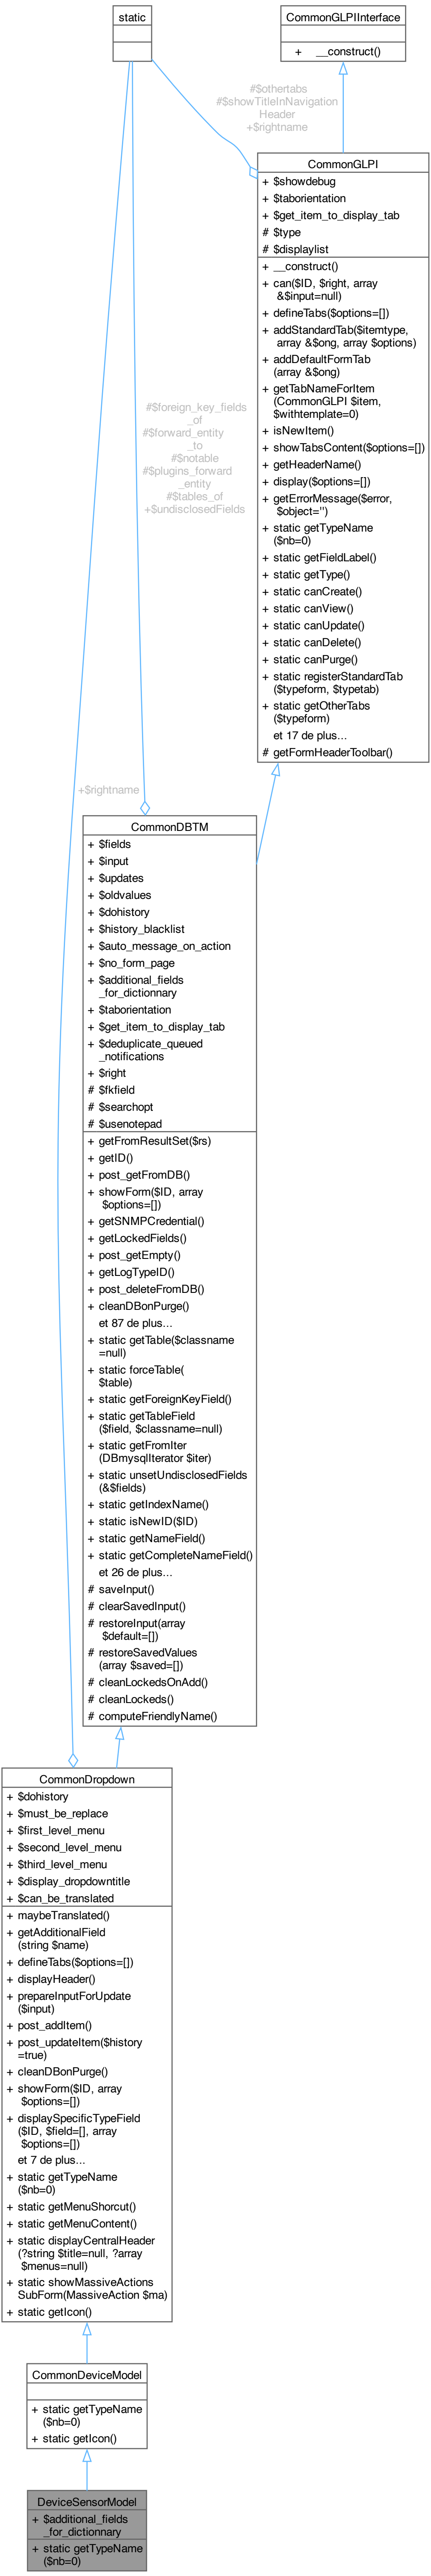 static
CommonGLPIInterface
+ __construct()
#$othertabs
#$showTitleInNavigation
Header
+$rightname
CommonGLPI
+ $showdebug
+ $taborientation
+ $get_item_to_display_tab
# $type
# $displaylist
+ __construct()
+ can($ID, $right, array
&$input=null)
+ defineTabs($options=[])
+ addStandardTab($itemtype,
array &$ong, array $options)
+ addDefaultFormTab
(array &$ong)
+ getTabNameForItem
(CommonGLPI $item,
$withtemplate=0)
+ isNewItem()
+ showTabsContent($options=[])
+ getHeaderName()
+ display($options=[])
+ getErrorMessage($error,
$object='')
+ static getTypeName
($nb=0)
+ static getFieldLabel()
+ static getType()
+ static canCreate()
+ static canView()
+ static canUpdate()
+ static canDelete()
+ static canPurge()
+ static registerStandardTab
($typeform, $typetab)
+ static getOtherTabs
($typeform)
et 17 de plus...
# getFormHeaderToolbar()
#$foreign_key_fields
_of
#$forward_entity
_to
#$notable
#$plugins_forward
_entity
#$tables_of
+$undisclosedFields
+$rightname
CommonDBTM
+ $fields
+ $input
+ $updates
+ $oldvalues
+ $dohistory
+ $history_blacklist
+ $auto_message_on_action
+ $no_form_page
+ $additional_fields
_for_dictionnary
+ $taborientation
+ $get_item_to_display_tab
+ $deduplicate_queued
_notifications
+ $right
# $fkfield
# $searchopt
# $usenotepad
+ getFromResultSet($rs)
+ getID()
+ post_getFromDB()
+ showForm($ID, array
$options=[])
+ getSNMPCredential()
+ getLockedFields()
+ post_getEmpty()
+ getLogTypeID()
+ post_deleteFromDB()
+ cleanDBonPurge()
et 87 de plus...
+ static getTable($classname
=null)
+ static forceTable(
$table)
+ static getForeignKeyField()
+ static getTableField
($field, $classname=null)
+ static getFromIter
(DBmysqlIterator $iter)
+ static unsetUndisclosedFields
(&$fields)
+ static getIndexName()
+ static isNewID($ID)
+ static getNameField()
+ static getCompleteNameField()
et 26 de plus...
# saveInput()
# clearSavedInput()
# restoreInput(array
$default=[])
# restoreSavedValues
(array $saved=[])
# cleanLockedsOnAdd()
# cleanLockeds()
# computeFriendlyName()
CommonDropdown
+ $dohistory
+ $must_be_replace
+ $first_level_menu
+ $second_level_menu
+ $third_level_menu
+ $display_dropdowntitle
+ $can_be_translated
+ maybeTranslated()
+ getAdditionalField
(string $name)
+ defineTabs($options=[])
+ displayHeader()
+ prepareInputForUpdate
($input)
+ post_addItem()
+ post_updateItem($history
=true)
+ cleanDBonPurge()
+ showForm($ID, array
$options=[])
+ displaySpecificTypeField
($ID, $field=[], array
$options=[])
et 7 de plus...
+ static getTypeName
($nb=0)
+ static getMenuShorcut()
+ static getMenuContent()
+ static displayCentralHeader
(?string $title=null, ?array
$menus=null)
+ static showMassiveActions
SubForm(MassiveAction $ma)
+ static getIcon()
CommonDeviceModel
+ static getTypeName
($nb=0)
+ static getIcon()
DeviceSensorModel
+ $additional_fields
_for_dictionnary
+ static getTypeName
($nb=0)